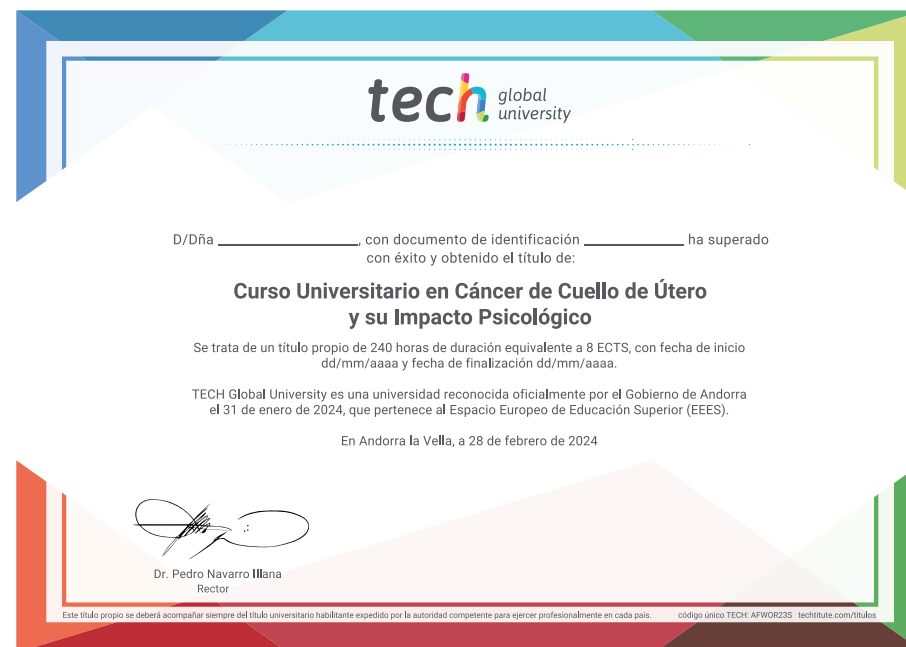 tech global
university
D/Dña ____________, con documento de identificación ____________ ha superado
con éxito y obtenido el título de:
Curso Universitario en Cáncer de Cuello de Útero
y su Impacto Psicológico
Se trata de un título propio de 240 horas de duración equivalente a 8 ECTS, con fecha de inicio
dd/mm/aaaa y fecha de finalización dd/mm/aaaa.
TECH Global University es una universidad reconocida oficialmente por el Gobierno de Andorra
el 31 de enero de 2024, que pertenece al Espacio Europeo de Educación Superior (EEES).
En Andorra la Vella, a 28 de febrero de 2024
Dr. Pedro Navarro Illana
Rector
Este título propio se deberá acompañar siempre del título universitario habilitante expedido por la autoridad competente para ejercer profesionalmente en cada país. código único TECH: AFWOR23S techtitute.com/titulos